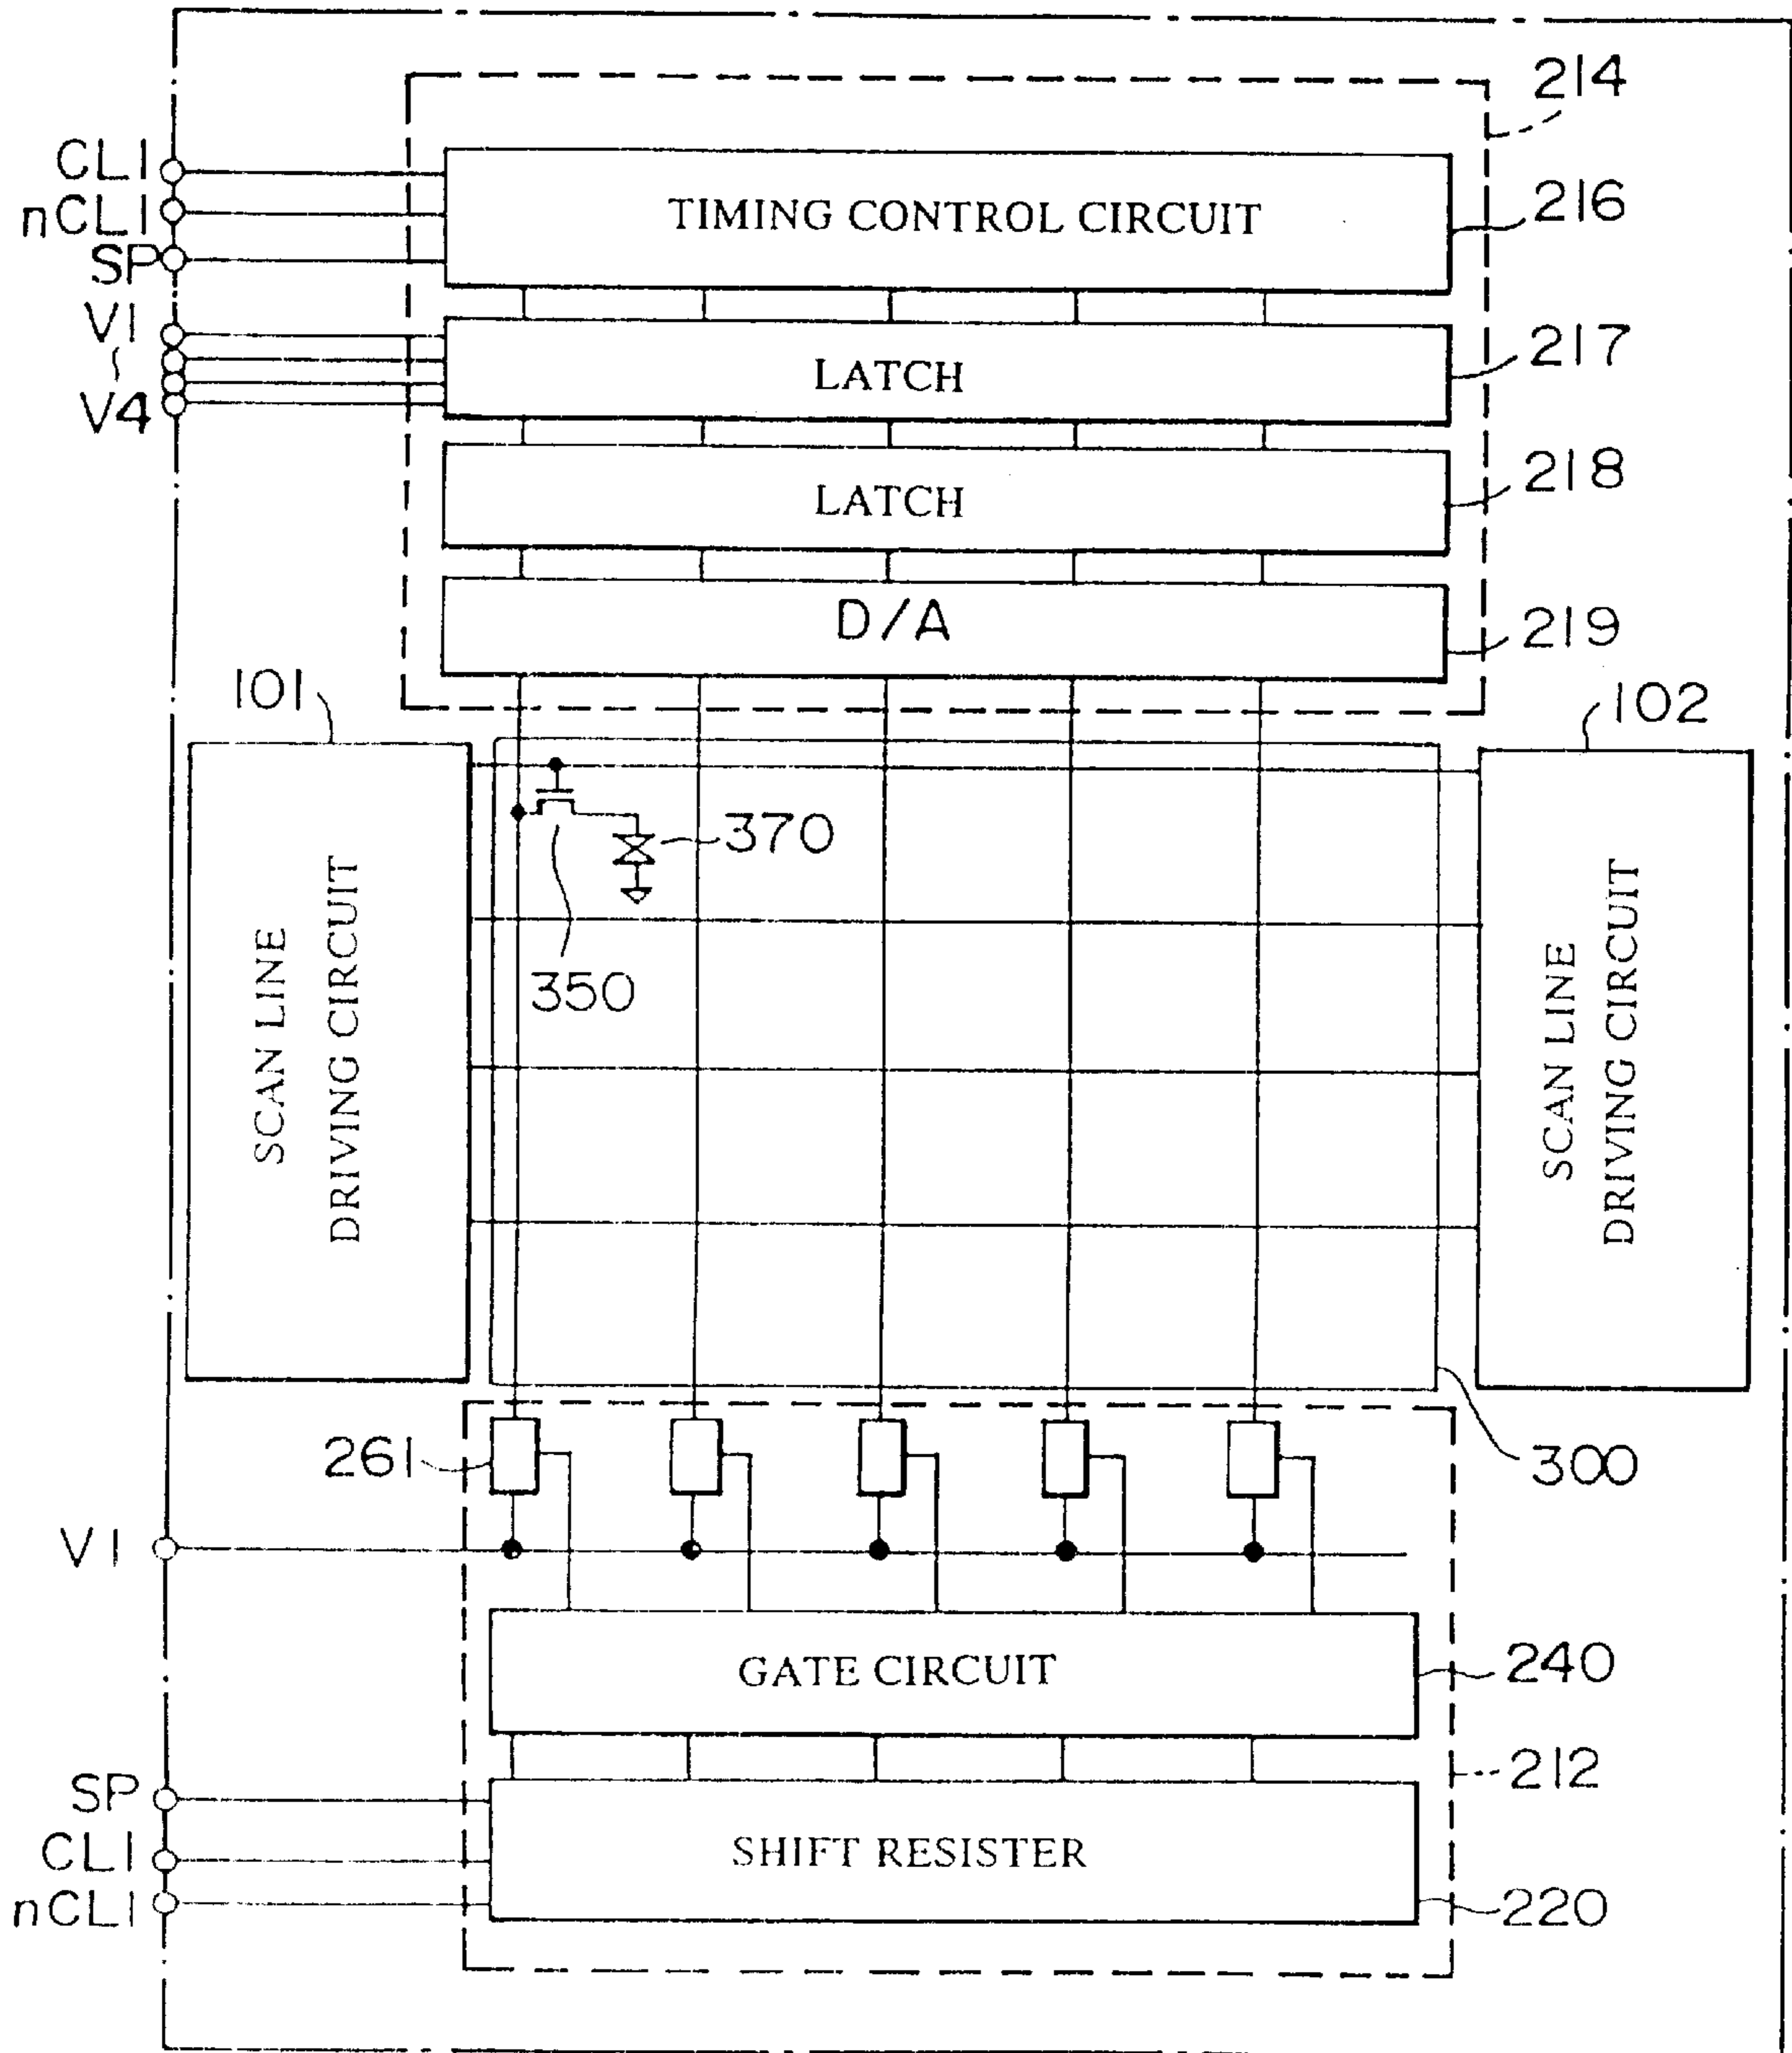 214
CL1
nCL1
SP
TIMING CONTROL CIRCUIT
216
V1
V4
LATCH
217
LATCH
218
D/A
219
101
102
370
350
SCAN LINE
DRIVING CIRCUIT
SCAN LINE
DRIVING CIRCUIT
261
300
V1
GATE CIRCUIT
240
212
SP
CL1
nCL1
SHIFT RESISTER
220